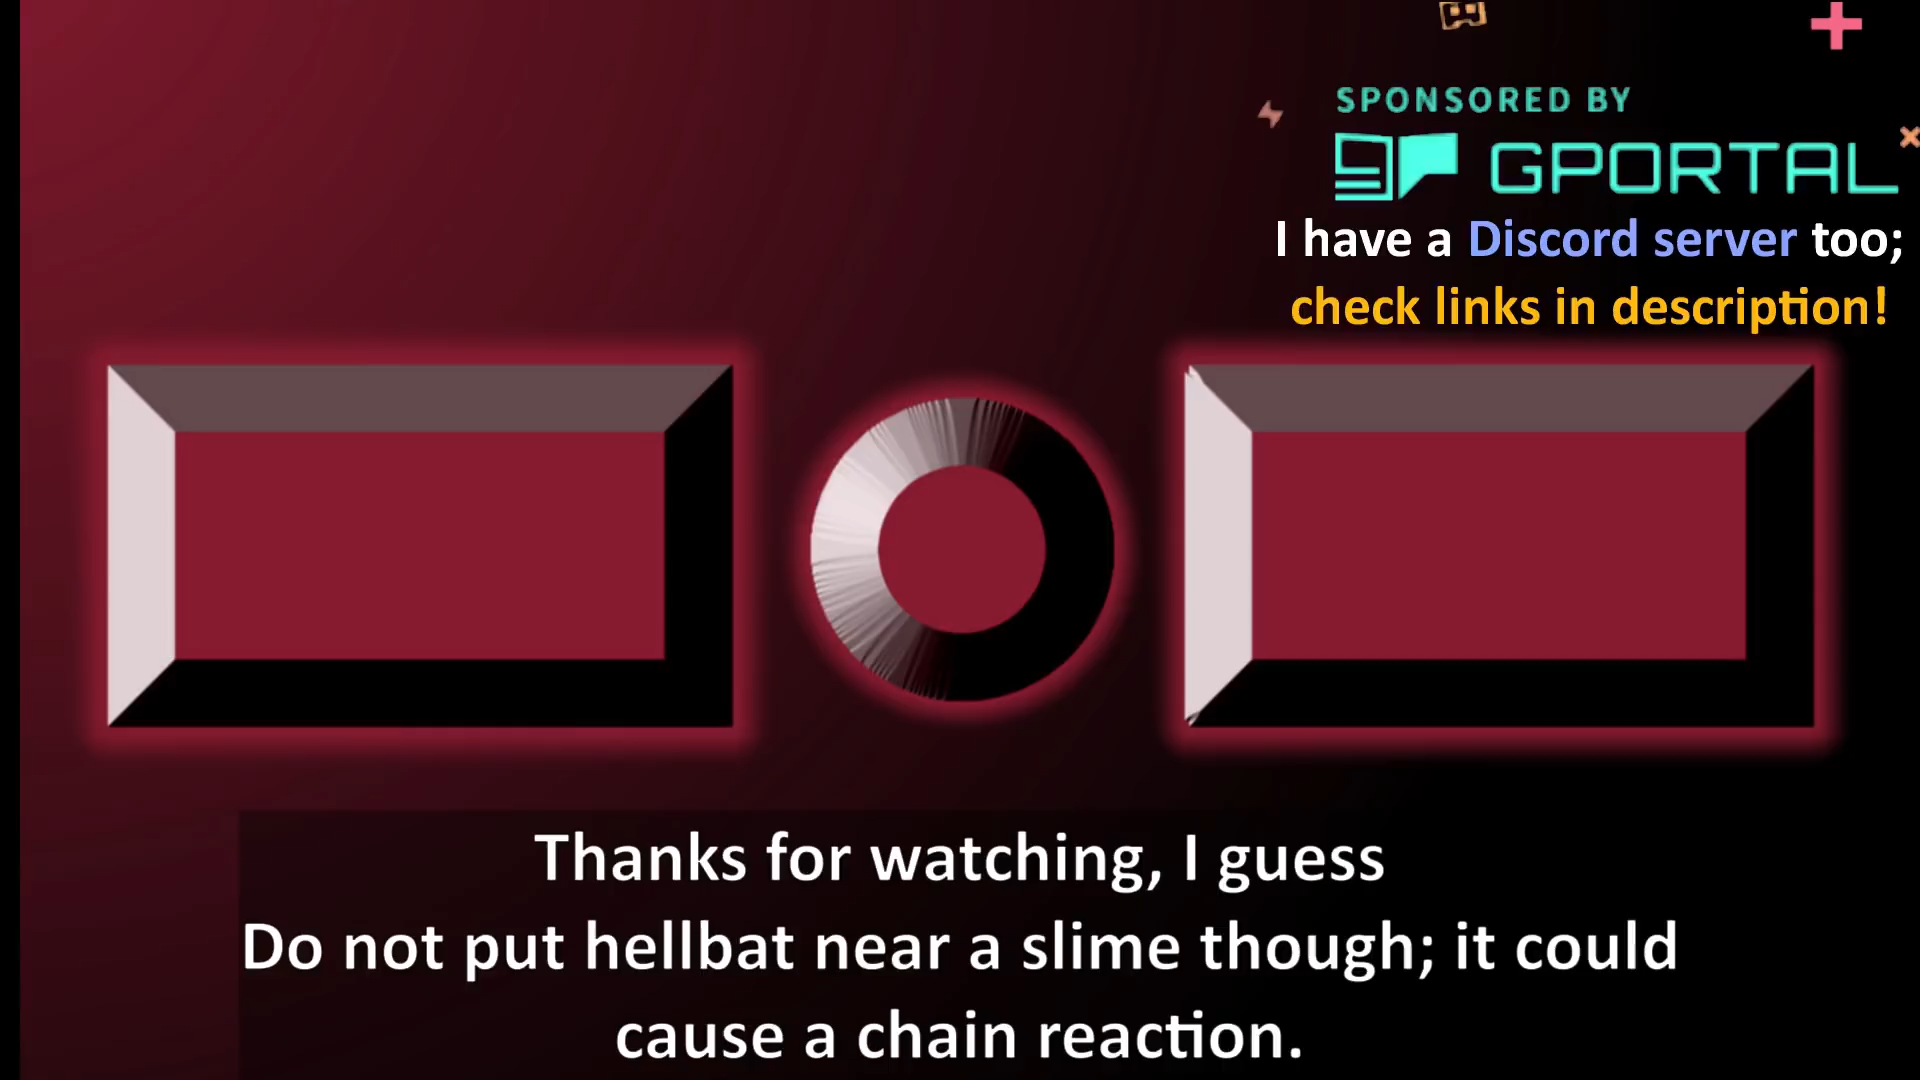 SPONSORED BY
GPORTAL
I have a Discord server too;
check links in description!
Thanks for watching, I guess
Do not put hellbat near a slime though; it could
cause a chain reaction.